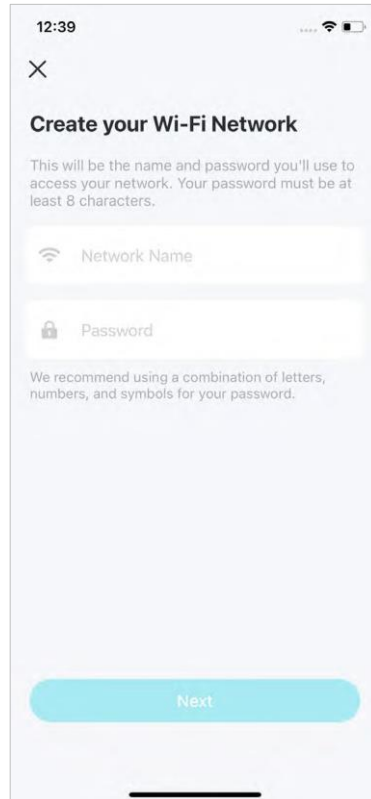 12:39
Create your Wi-Fi Network
This will be the name and password you'll use to
access your network. Your password must be at
least 8 characters.
Network Name
Password
We recommend using a combination of letters,
numbers, and symbols for your password.
Next